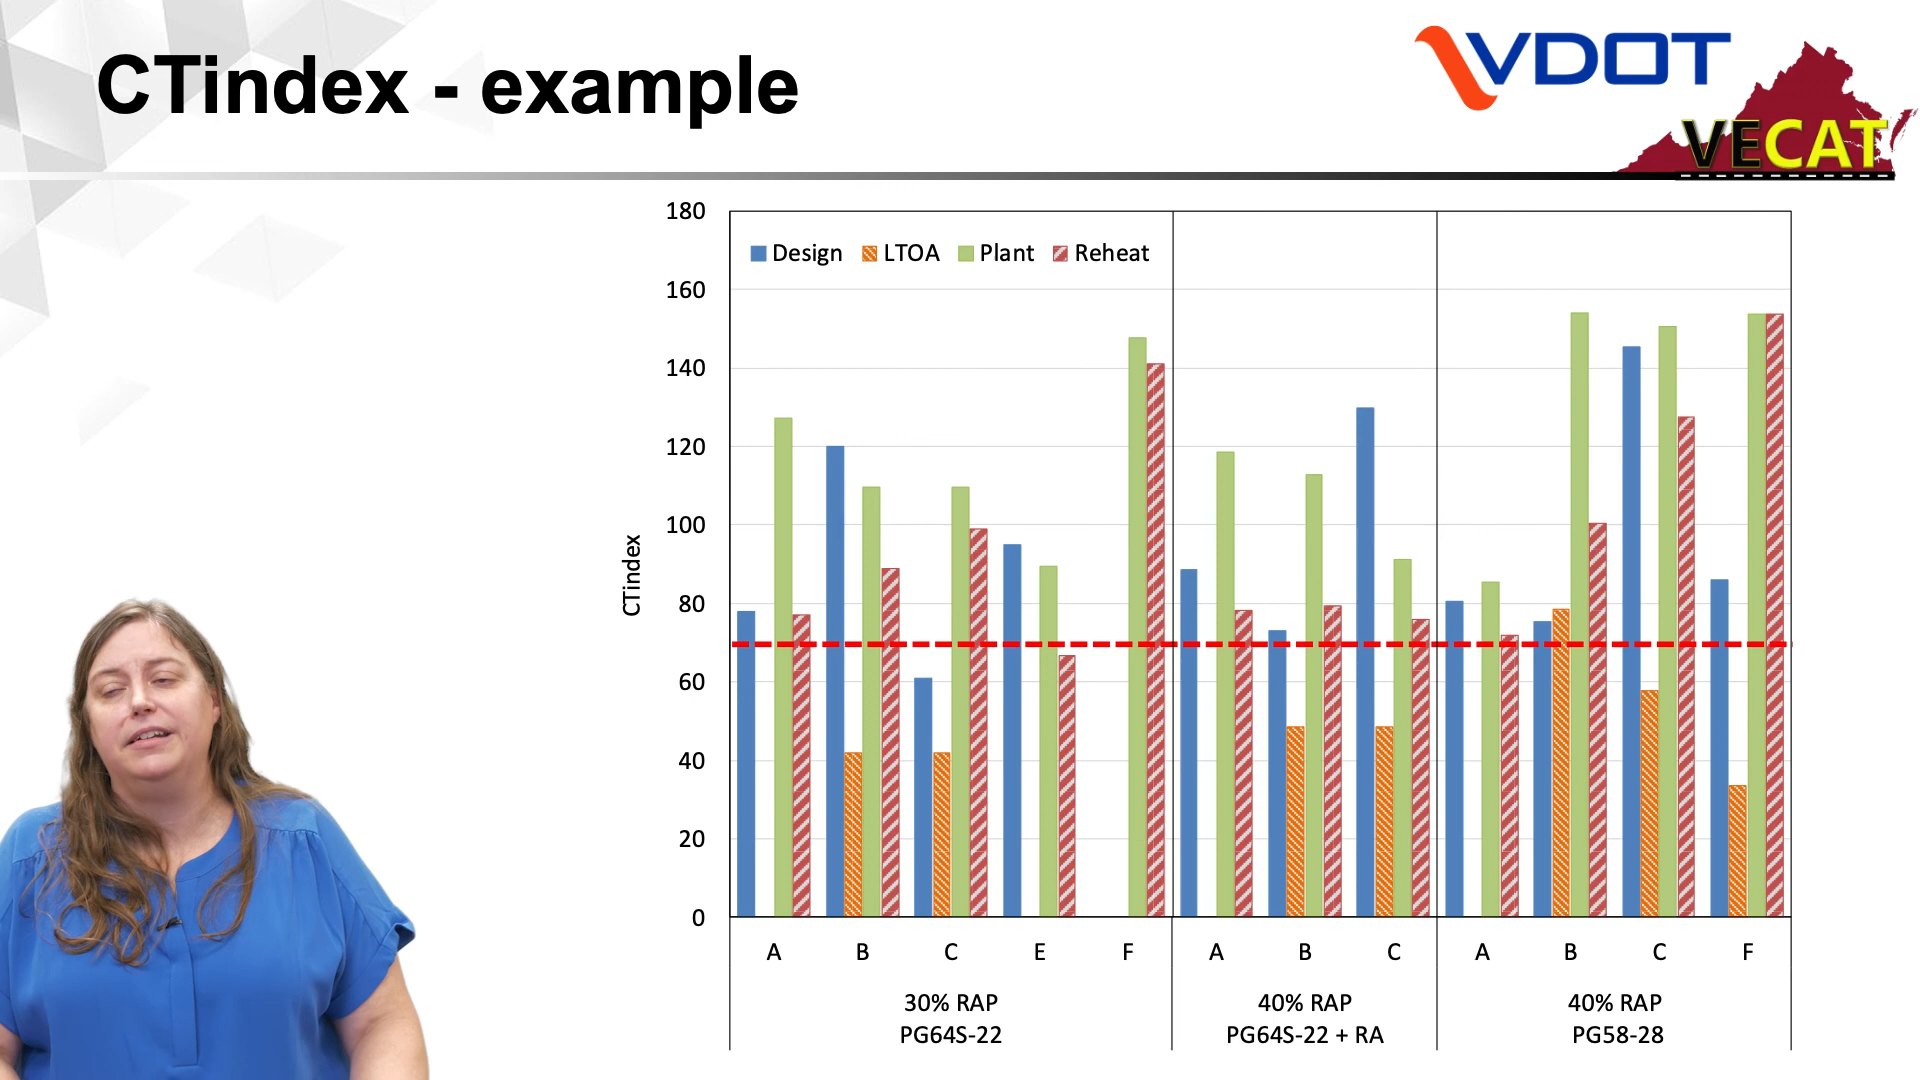 CTindex - example
VDOT
VECAT
180
160
140
120
100
80
60
40
20
0
CTindex
Design LTOA Plant Reheat
A B C E F A B C A B C F
30% RAP 40% RAP 40% RAP
PG64S-22 PG64S-22 + RA PG58-28